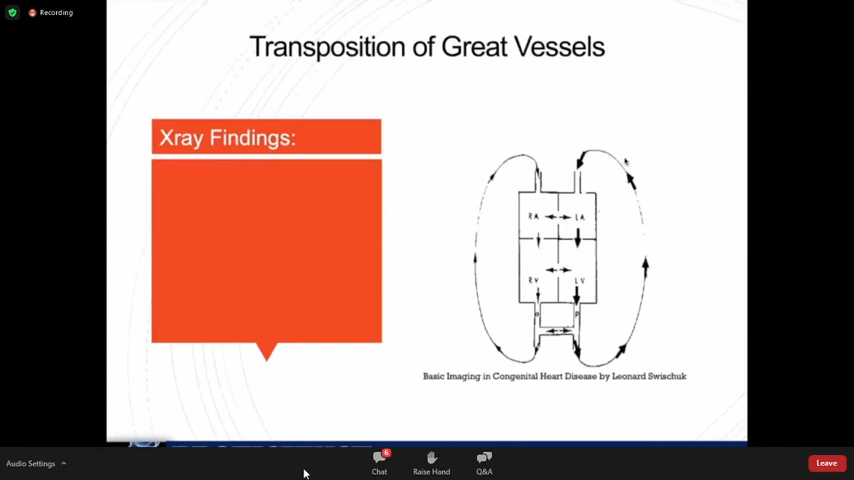 Recording
Transposition of Great Vessels
Xray Findings:
RA
LA
RV
LV
a
p
Basic Imaging in Congenital Heart Disease by Leonard Swischuk
Audio Settings
6
Chat
Raise Hand
Q&A
Leave